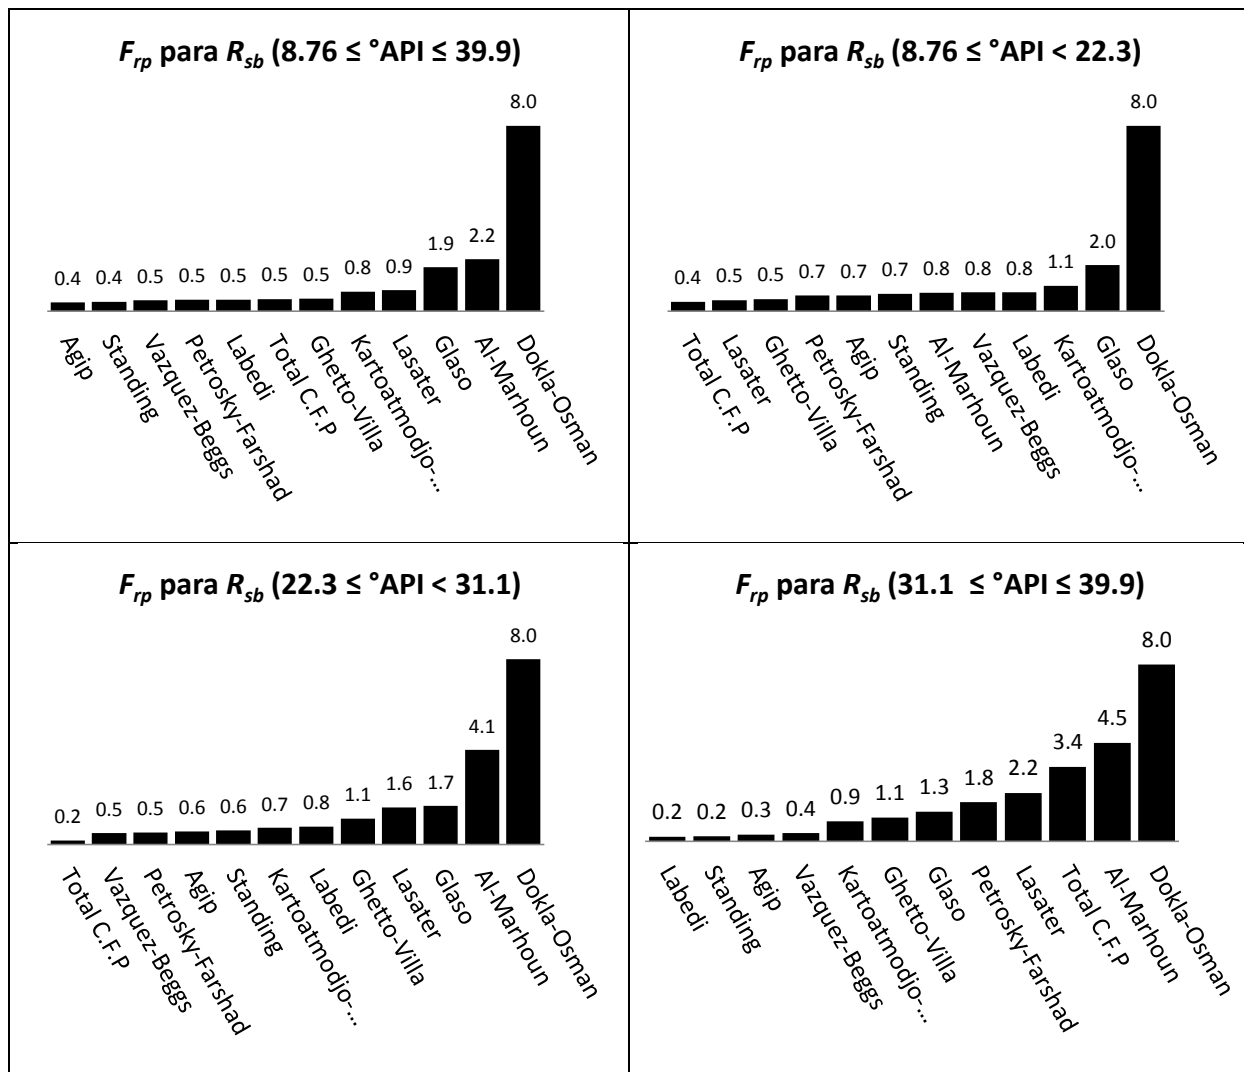 F_rp para R_sb (8.76 ≤ °API ≤ 39.9)
0.4 0.4 0.5 0.5 0.5 0.5 0.5 0.8 0.9 1.9 2.2 8.0
Agip
Standing
Vazquez-Beggs
Petrosky-Farshad
Labedi
Total C.F.P
Ghetto-Villa
Kartoatmodjo-...
Lasater
Glaso
Al-Marhoun
Dokla-Osman
F_rp para R_sb (8.76 ≤ °API < 22.3)
0.4 0.5 0.5 0.7 0.7 0.7 0.8 0.8 0.8 1.1 2.0 8.0
Total C.F.P
Lasater
Ghetto-Villa
Petrosky-Farshad
Agip
Standing
Al-Marhoun
Vazquez-Beggs
Labedi
Kartoatmodjo-...
Glaso
Dokla-Osman
F_rp para R_sb (22.3 ≤ °API < 31.1)
0.2 0.5 0.5 0.6 0.6 0.7 0.8 1.1 1.6 1.7 4.1 8.0
Total C.F.P
Vazquez-Beggs
Petrosky-Farshad
Agip
Standing
Kartoatmodjo-...
Labedi
Ghetto-Villa
Lasater
Glaso
Al-Marhoun
Dokla-Osman
F_rp para R_sb (31.1 ≤ °API ≤ 39.9)
0.2 0.2 0.3 0.4 0.9 1.1 1.3 1.8 2.2 3.4 4.5 8.0
Labedi
Standing
Agip
Vazquez-Beggs
Kartoatmodjo-...
Ghetto-Villa
Glaso
Petrosky-Farshad
Lasater
Total C.F.P
Al-Marhoun
Dokla-Osman